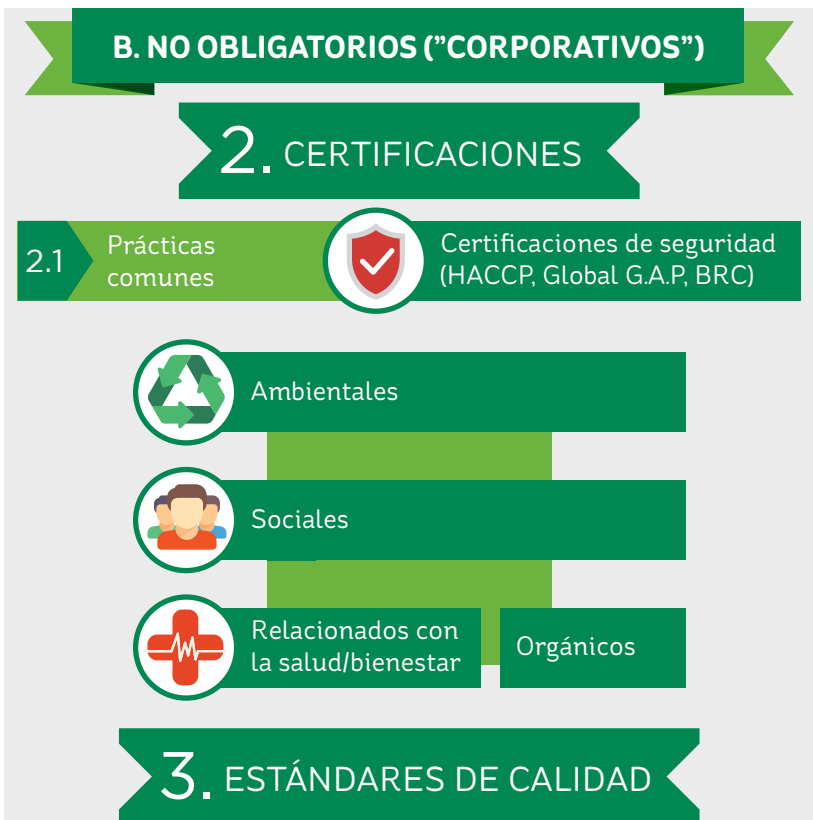 B. NO OBLIGATORIOS (”CORPORATIVOS”)
2. CERTIFICACIONES
2.1
Prácticas
comunes
Certificaciones de seguridad
(HACCP, Global G.A.P, BRC)
Ambientales
Sociales
Relacionados con
la salud/bienestar
Orgánicos
3. ESTÁNDARES DE CALIDAD